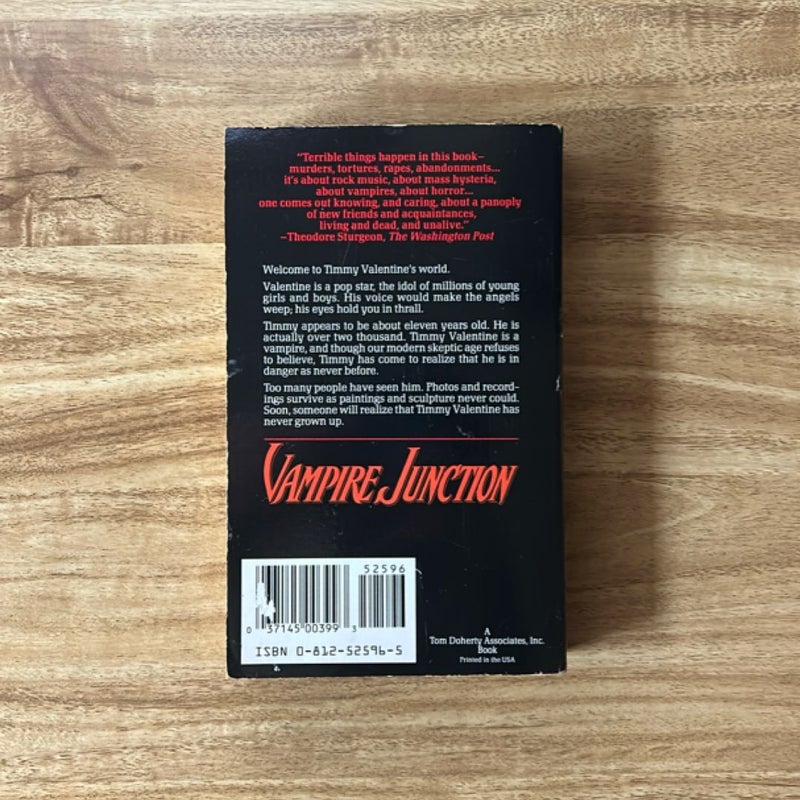 "Terrible things happen in this book—
murders, tortures, rapes, abandonments...
it's about rock music, about mass hysteria,
about vampires, about horror...
one comes out knowing, and caring, about a panoply
of new friends and acquaintances,
living and dead, and unalive."
—Theodore Sturgeon, The Washington Post
Welcome to Timmy Valentine's world.
Valentine is a pop star, the idol of millions of young
girls and boys. His voice would make the angels
weep; his eyes hold you in thrall.
Timmy appears to be about eleven years old. He is
actually over two thousand. Timmy Valentine is a
vampire, and though our modern skeptic age refuses
to believe, Timmy has come to realize that he is in
danger as never before.
Too many people have seen him. Photos and record-
ings survive as paintings and sculpture never could.
Soon, someone will realize that Timmy Valentine has
never grown up.
VAMPIRE JUNCTION
52596
0 37145 00399 3
ISBN 0-812-52596-5
A
Tom Doherty Associates, Inc.
Book
Printed in the USA